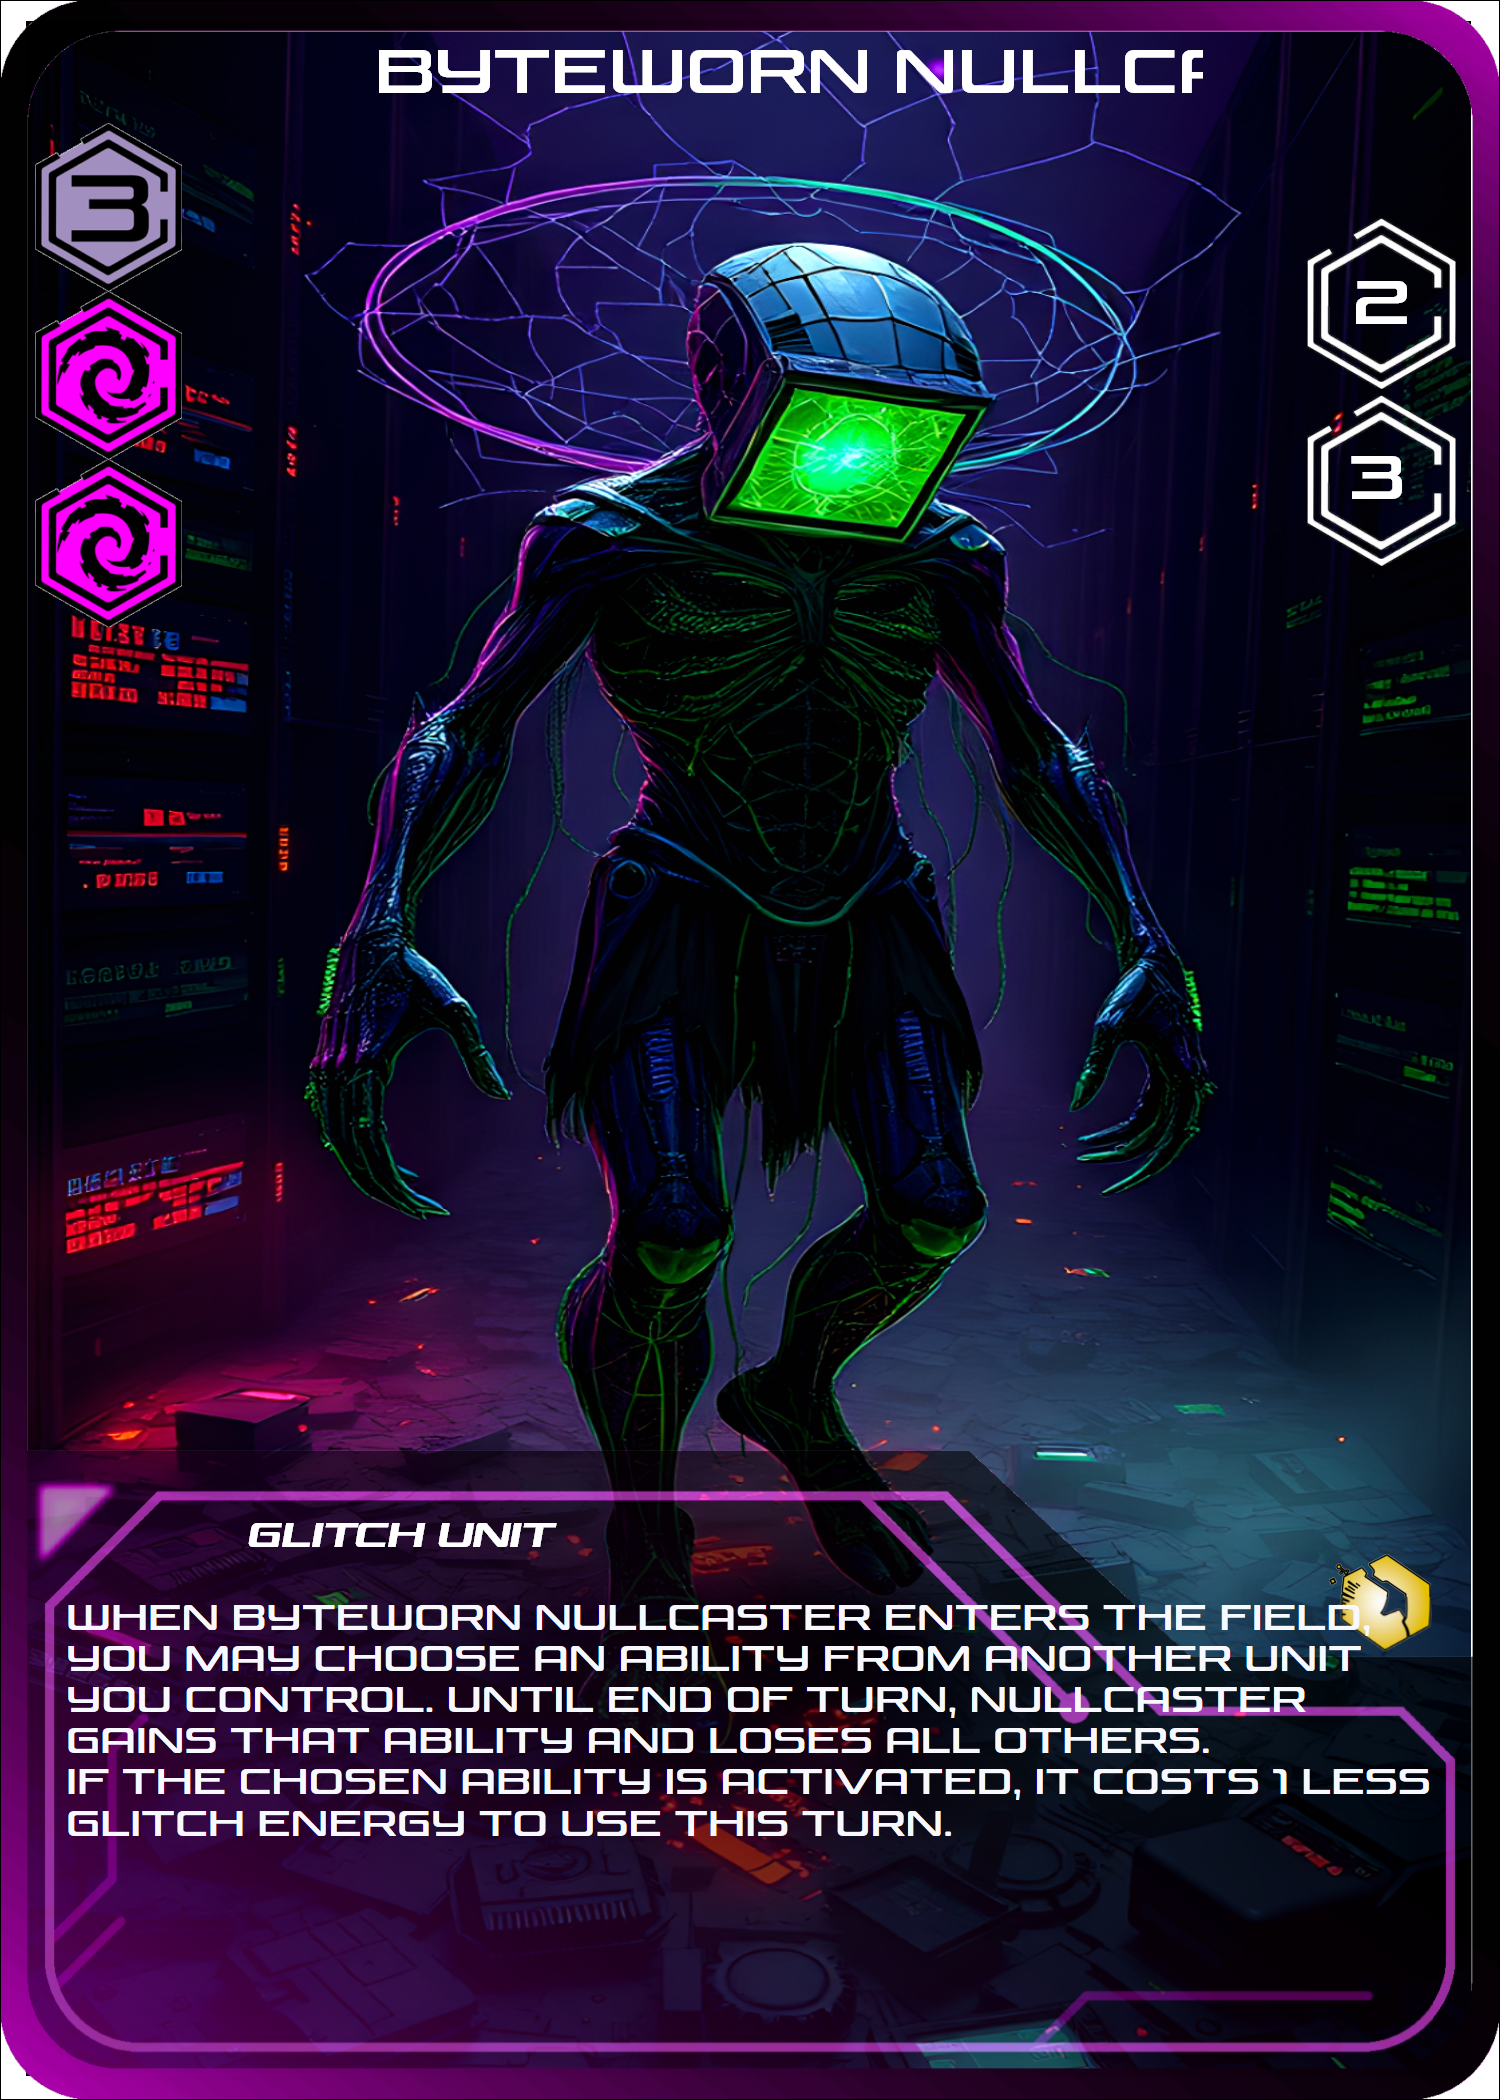 BYTEWORN NULLCA
3
2
3
GLITCH UNIT
WHEN BYTEWORN NULLCASTER ENTERS THE FIELD,
YOU MAY CHOOSE AN ABILITY FROM ANOTHER UNIT
YOU CONTROL. UNTIL END OF TURN, NULLCASTER
GAINS THAT ABILITY AND LOSES ALL OTHERS.
IF THE CHOSEN ABILITY IS ACTIVATED, IT COSTS 1 LESS
GLITCH ENERGY TO USE THIS TURN.